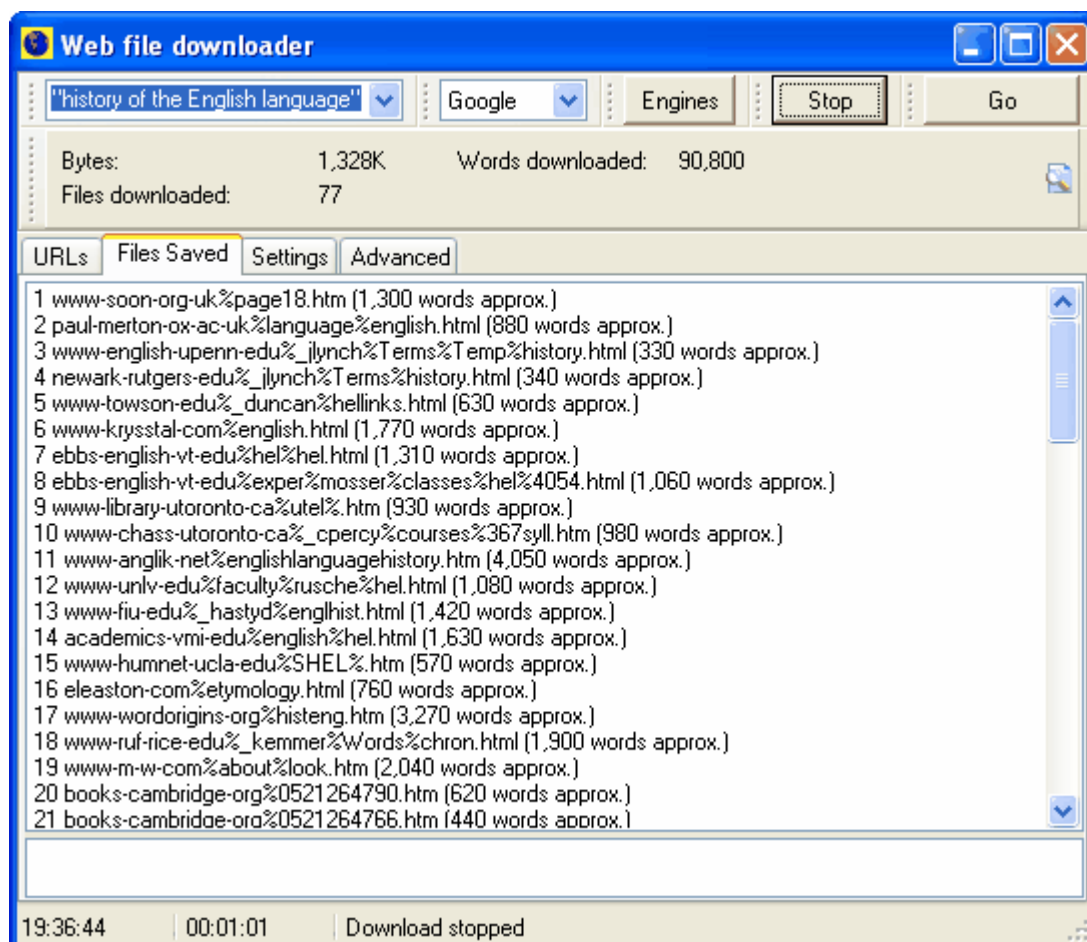 Web file downloader
"history of the English language" Google Engines Stop Go
Bytes: 1,328K Words downloaded: 90,800
Files downloaded: 77
URLs Files Saved Settings Advanced
1 www-soon-org-uk%page18.htm (1,300 words approx.)
2 paul-merton-ox-ac-uk%language%english.html (880 words approx.)
3 www-english-upenn-edu%_jlynch%Terms%Temp%history.html (330 words approx.)
4 newark-rutgers-edu%_jlynch%Terms%history.html (340 words approx.)
5 www-towson-edu%_duncan%hellinks.html (630 words approx.)
6 www-krysstal-com%english.html (1,770 words approx.)
7 ebbs-english-vt-edu%hel%hel.html (1,310 words approx.)
8 ebbs-english-vt-edu%exper%mosser%classes%hel%4054.html (1,060 words approx.)
9 www-library-utoronto-ca%utel%.htm (930 words approx.)
10 www-chass-utoronto-ca%_cpercy%courses%367syll.htm (980 words approx.)
11 www-anglik-net%englishlanguagehistory.htm (4,050 words approx.)
12 www-unlv-edu%faculty%rusche%hel.html (1,080 words approx.)
13 www-fiu-edu%_hastyd%englhist.html (1,420 words approx.)
14 academics-vmi-edu%english%hel.html (1,630 words approx.)
15 www-humnet-ucla-edu%SHEL%.htm (570 words approx.)
16 eleaston-com%etymology.html (760 words approx.)
17 www-wordorigins-org%histeng.htm (3,270 words approx.)
18 www-ruf-rice-edu%_kemmer%Words%chron.html (1,900 words approx.)
19 www-m-w-com%about%look.htm (2,040 words approx.)
20 books-cambridge-org%0521264790.htm (620 words approx.)
21 books-cambridge-org%0521264766.htm (440 words approx.)
19:36:44 00:01:01 Download stopped